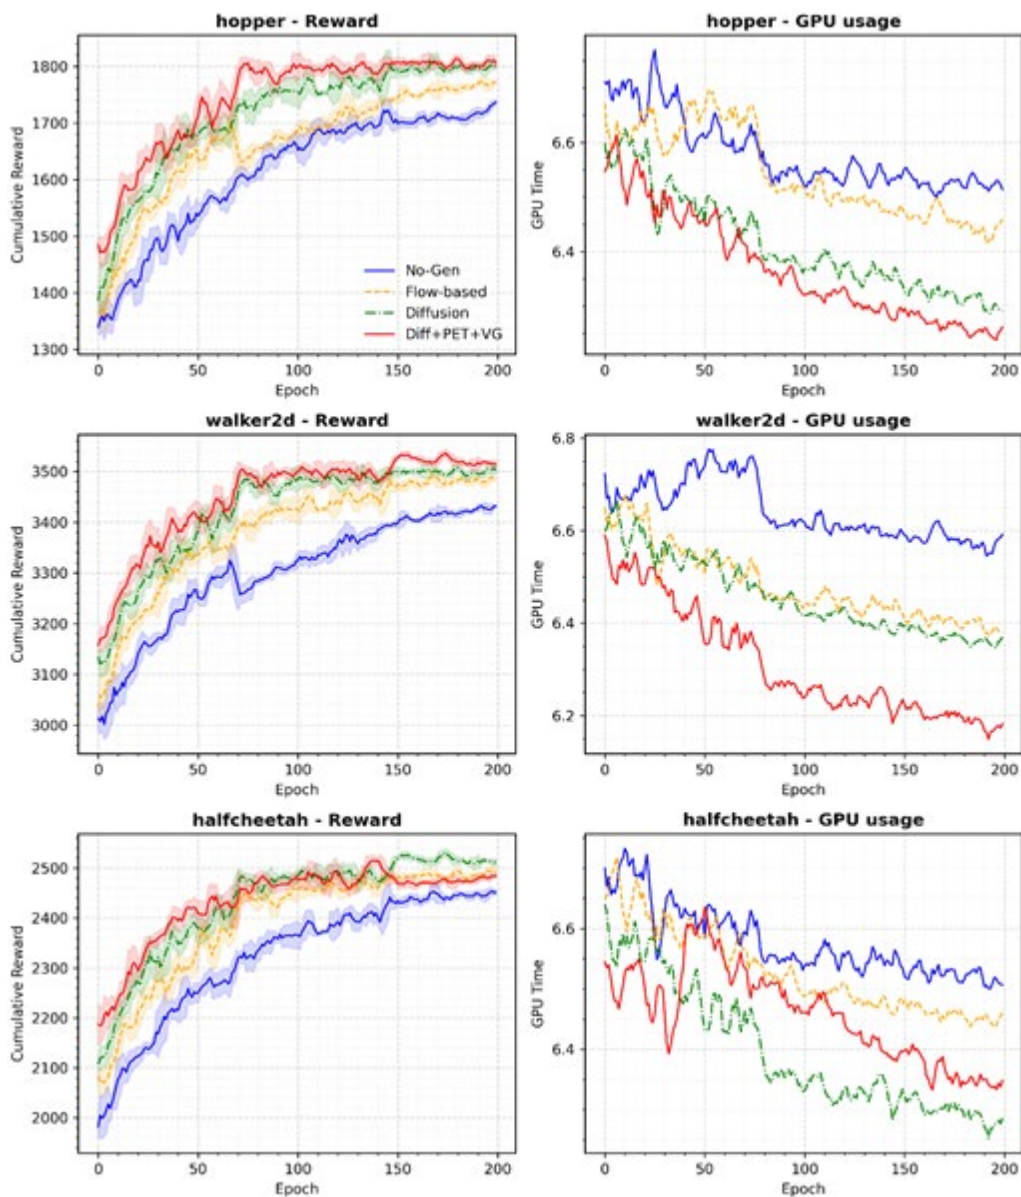 hopper - Reward
Cumulative Reward
1800
1700
1600
1500
1400
1300
No-Gen
Flow-based
Diffusion
Diff+PET+VG
0 50 100 150 200
Epoch
hopper - GPU usage
GPU Time
6.6
6.4
0 50 100 150 200
Epoch
walker2d - Reward
Cumulative Reward
3500
3400
3300
3200
3100
3000
0 50 100 150 200
Epoch
walker2d - GPU usage
GPU Time
6.8
6.6
6.4
6.2
0 50 100 150 200
Epoch
halfcheetah - Reward
Cumulative Reward
2500
2400
2300
2200
2100
2000
0 50 100 150 200
Epoch
halfcheetah - GPU usage
GPU Time
6.6
6.4
0 50 100 150 200
Epoch